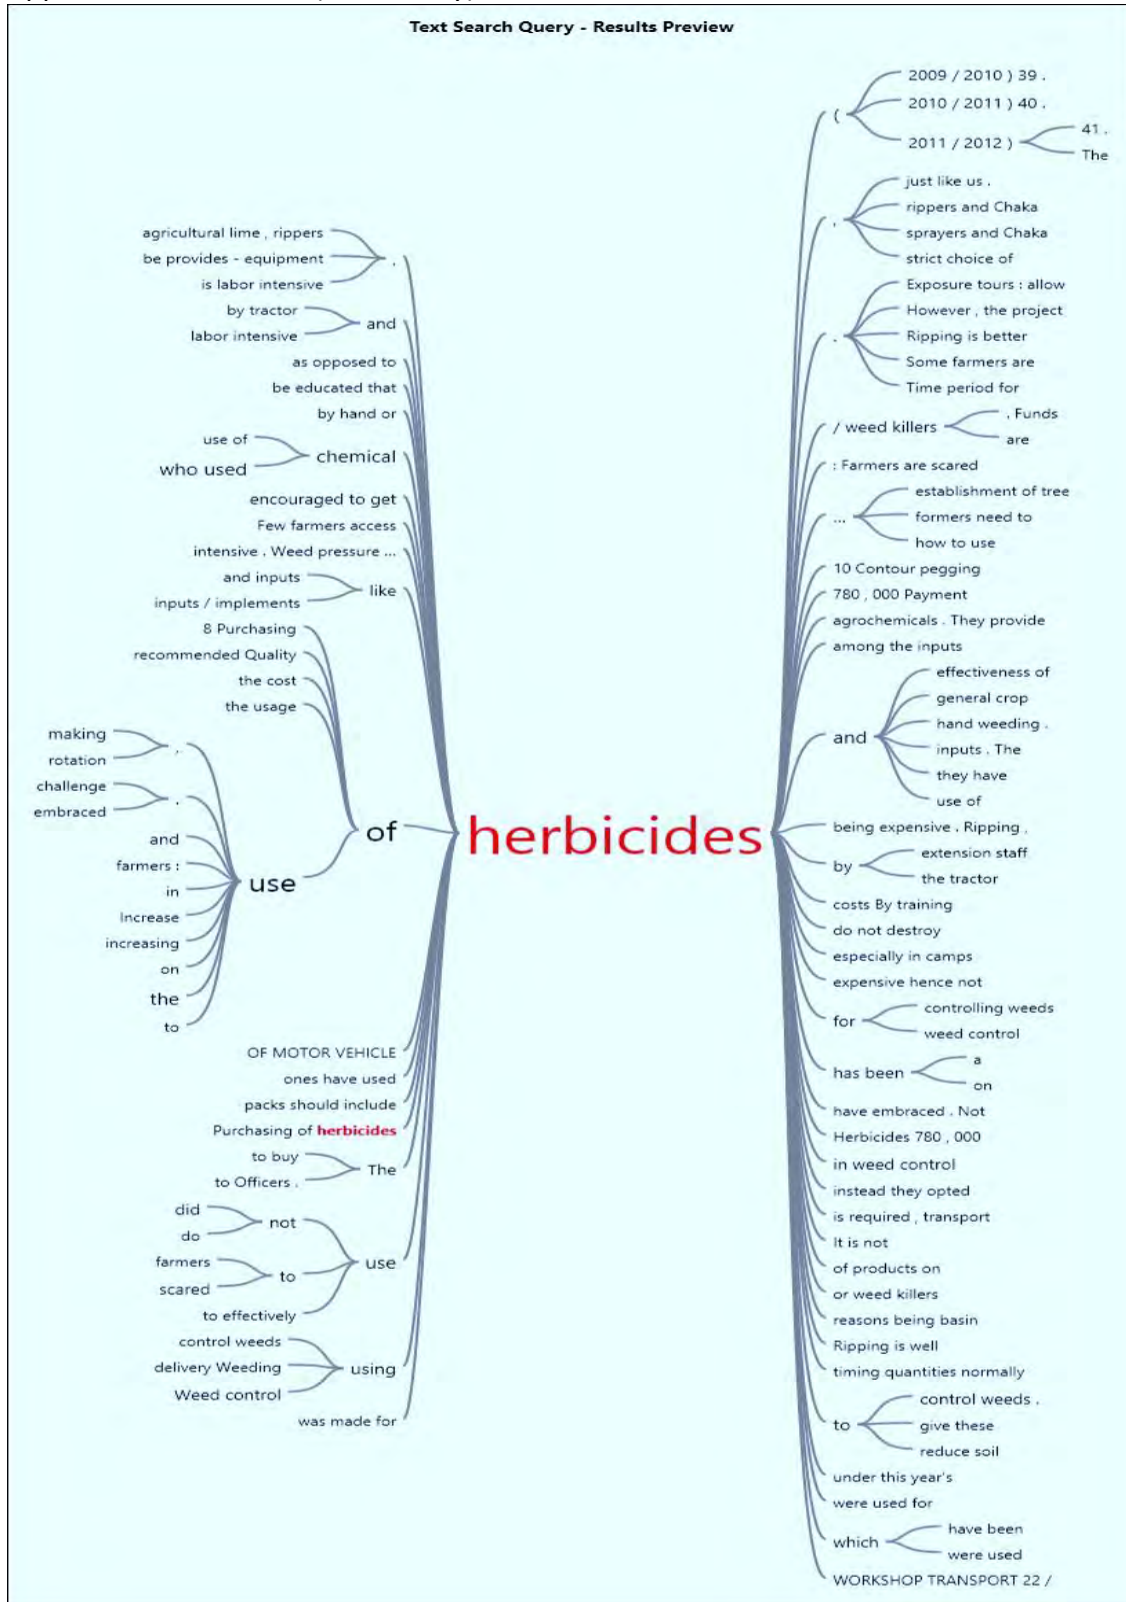 Text Search Query - Results Preview
agricultural lime , rippers
be provides - equipment
is labor intensive
,
by tractor
labor intensive
and
as opposed to
be educated that
by hand or
use of
who used
chemical
encouraged to get
Few farmers access
intensive . Weed pressure ...
and inputs
inputs / implements
like
8 Purchasing
recommended Quality
the cost
the usage
making
rotation
,
challenge
embraced
.
and
farmers :
in
Increase
increasing
on
the
to
use
of
OF MOTOR VEHICLE
ones have used
packs should include
Purchasing of herbicides
to buy
to Officers .
The
did
do
not
farmers
scared
to
to effectively
use
control weeds
delivery Weeding
Weed control
using
was made for
herbicides
(
2009 / 2010 ) 39 .
2010 / 2011 ) 40 .
2011 / 2012 )
41 .
The
,
just like us .
rippers and Chaka
sprayers and Chaka
strict choice of
.
Exposure tours : allow
However , the project
Ripping is better
Some farmers are
Time period for
/ weed killers
. Funds
are
: Farmers are scared
...
establishment of tree
formers need to
how to use
10 Contour pegging
780 , 000 Payment
agrochemicals . They provide
among the inputs
and
effectiveness of
general crop
hand weeding .
inputs . The
they have
use of
being expensive . Ripping ,
by
extension staff
the tractor
costs By training
do not destroy
especially in camps
expensive hence not
for
controlling weeds
weed control
has been
a
on
have embraced . Not
Herbicides 780 , 000
in weed control
instead they opted
is required , transport
It is not
of products on
or weed killers
reasons being basin
Ripping is well
timing quantities normally
to
control weeds .
give these
reduce soil
under this year's
were used for
which
have been
were used
WORKSHOP TRANSPORT 22 /